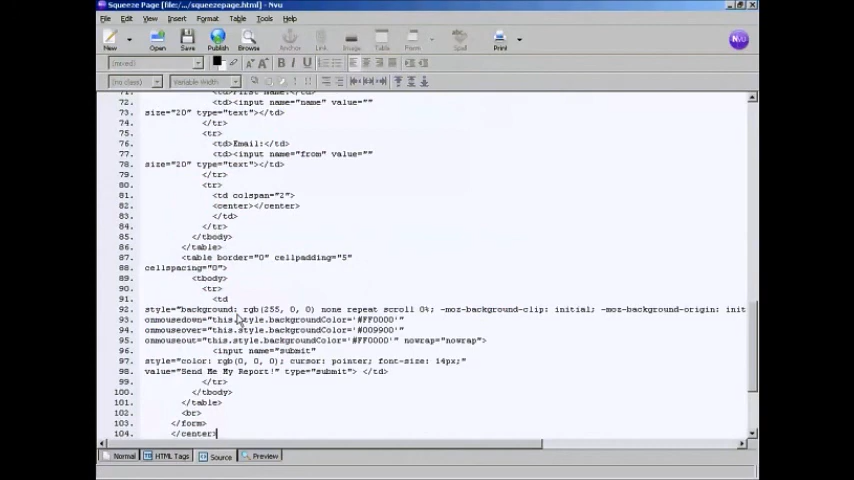 Squeeze Page [file:/.../squeezepage.html] - Nvu
File Edit View Insert Format Table Tools Help
New Open Save Publish Browse Anchor Link Image Table Form Spell Print
(mixed)
(no class) Variable Width
71. <td>First name:</td>
72. <td><input name="name" value=""
73. size="20" type="text"></td>
74. </tr>
75. <tr>
76. <td>Email:</td>
77. <td><input name="from" value=""
78. size="20" type="text"></td>
79. </tr>
80. <tr>
81. <td colspan="2">
82. <center></center>
83. </td>
84. </tr>
85. </tbody>
86. </table>
87. <table border="0" cellpadding="5"
88. cellspacing="0">
89. <tbody>
90. <tr>
91. <td
92. style="background: rgb(255, 0, 0) none repeat scroll 0%; -moz-background-clip: initial; -moz-background-origin: init
93. onmousedown="this.style.backgroundColor='#FF0000'"
94. onmouseover="this.style.backgroundColor='#009900'"
95. onmouseout="this.style.backgroundColor='#FF0000'" nowrap="nowrap">
96. <input name="submit"
97. style="color: rgb(0, 0, 0); cursor: pointer; font-size: 14px;"
98. value="Send Me My Report!" type="submit"> </td>
99. </tr>
100. </tbody>
101. </table>
102. <br>
103. </form>
104. </center>
Normal HTML Tags Source Preview